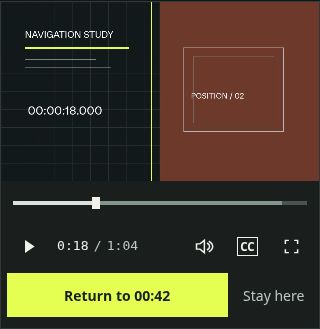 NAVIGATION STUDY
00:00:18.000
POSITION / 02
0:18 / 1:04
CC
Return to 00:42
Stay here